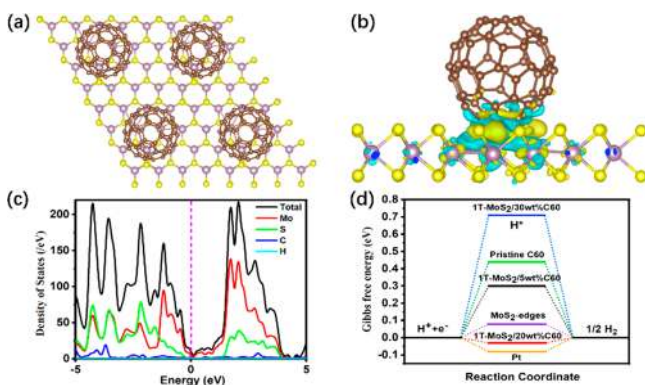 (a)
(b)
(c)
200
150
100
50
0
Density of States (/eV)
Total
Mo
S
C
H
-5
0
5
Energy (eV)
(d)
0.8
0.7
0.6
0.5
0.4
0.3
0.2
0.1
0.0
-0.1
Gibbs free energy (eV)
1T-MoS2/30wt%C60
H*
Pristine C60
1T-MoS2/5wt%C60
MoS2-edges
H++e-
1/2 H2
1T-MoS2/20wt%C60
Pt
Reaction Coordinate